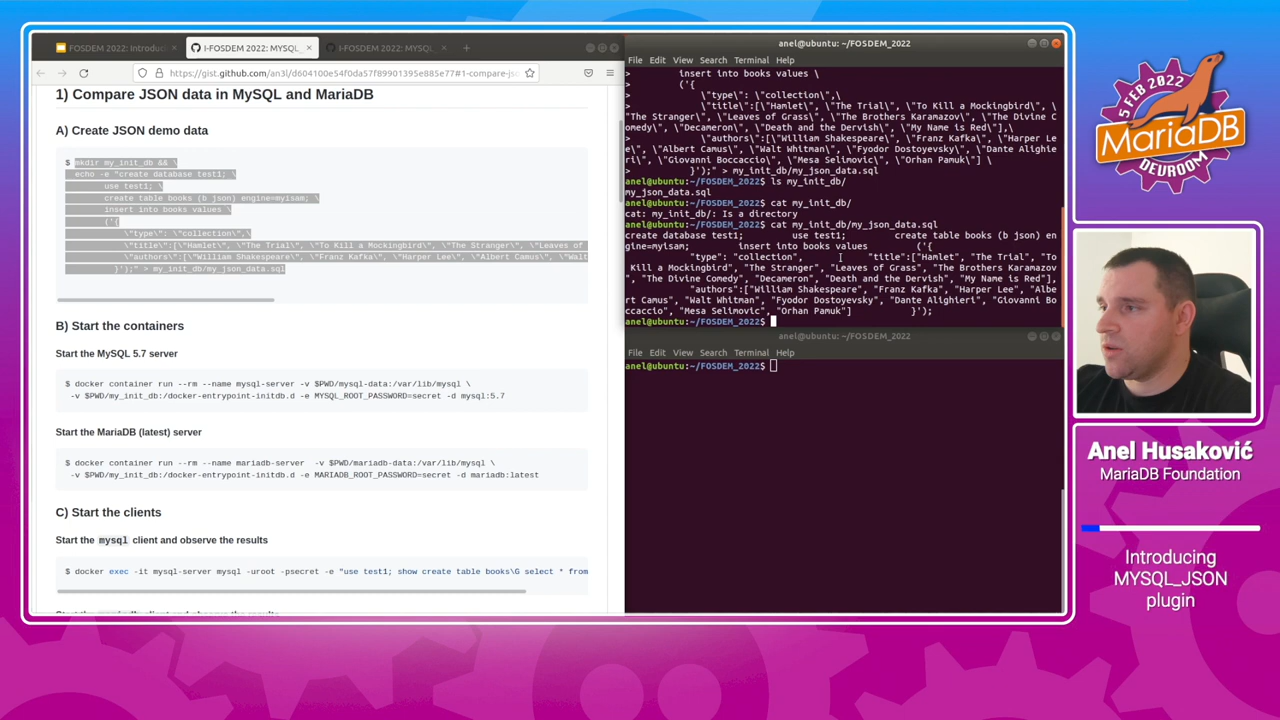 FOSDEM 2022: Introduc
I-FOSDEM 2022: MYSQL_
I-FOSDEM 2022: MYSQL_
https://gist.github.com/an3l/d604100e54f0da57f89901395e885e77#1-compare-jso
1) Compare JSON data in MySQL and MariaDB
A) Create JSON demo data
$ mkdir my_init_db && \
echo -e "create database test1; \
use test1; \
create table books (b json) engine=myisam; \
insert into books values \
('{
\"type\": \"collection\",\
\"title\":[\"Hamlet\", \"The Trial\", \"To Kill a Mockingbird\", \"The Stranger\", \"Leaves of
\"authors\":[\"William Shakespeare\", \"Franz Kafka\", \"Harper Lee\", \"Albert Camus\", \"Walt
}');" > my_init_db/my_json_data.sql
B) Start the containers
Start the MySQL 5.7 server
$ docker container run --rm --name mysql-server -v $PWD/mysql-data:/var/lib/mysql \
-v $PWD/my_init_db:/docker-entrypoint-initdb.d -e MYSQL_ROOT_PASSWORD=secret -d mysql:5.7
Start the MariaDB (latest) server
$ docker container run --rm --name mariadb-server -v $PWD/mariadb-data:/var/lib/mysql \
-v $PWD/my_init_db:/docker-entrypoint-initdb.d -e MARIADB_ROOT_PASSWORD=secret -d mariadb:latest
C) Start the clients
Start the mysql client and observe the results
$ docker exec -it mysql-server mysql -uroot -psecret -e "use test1; show create table books\G select * from
anel@ubuntu: ~/FOSDEM_2022
File Edit View Search Terminal Help
> insert into books values \
> ('{
> \"type\": \"collection\",\
> \"title\":[\"Hamlet\", \"The Trial\", \"To Kill a Mockingbird\", \
"The Stranger\", \"Leaves of Grass\", \"The Brothers Karamazov\", \"The Divine C
omedy\", \"Decameron\", \"Death and the Dervish\", \"My Name is Red\"],\
> \"authors\":[\"William Shakespeare\", \"Franz Kafka\", \"Harper Le
e\", \"Albert Camus\", \"Walt Whitman\", \"Fyodor Dostoyevsky\", \"Dante Alighie
ri\", \"Giovanni Boccaccio\", \"Mesa Selimovic\", \"Orhan Pamuk\"] \
> }');" > my_init_db/my_json_data.sql
anel@ubuntu:~/FOSDEM_2022$ ls my_init_db/
my_json_data.sql
anel@ubuntu:~/FOSDEM_2022$ cat my_init_db/
cat: my_init_db/: Is a directory
anel@ubuntu:~/FOSDEM_2022$ cat my_init_db/my_json_data.sql
create database test1; use test1; create table books (b json) en
gine=myisam; insert into books values ('{
"type": "collection", "title":["Hamlet", "The Trial", "To
Kill a Mockingbird", "The Stranger", "Leaves of Grass", "The Brothers Karamazov
", "The Divine Comedy", "Decameron", "Death and the Dervish", "My Name is Red"],
"authors":["William Shakespeare", "Franz Kafka", "Harper Lee", "Albe
rt Camus", "Walt Whitman", "Fyodor Dostoyevsky", "Dante Alighieri", "Giovanni Bo
ccaccio", "Mesa Selimovic", "Orhan Pamuk"] }');
anel@ubuntu:~/FOSDEM_2022$
anel@ubuntu: ~/FOSDEM_2022
File Edit View Search Terminal Help
anel@ubuntu:~/FOSDEM_2022$
5 FEB 2022
MariaDB
DEVROOM
Anel Husaković
MariaDB Foundation
Introducing
MYSQL_JSON
plugin